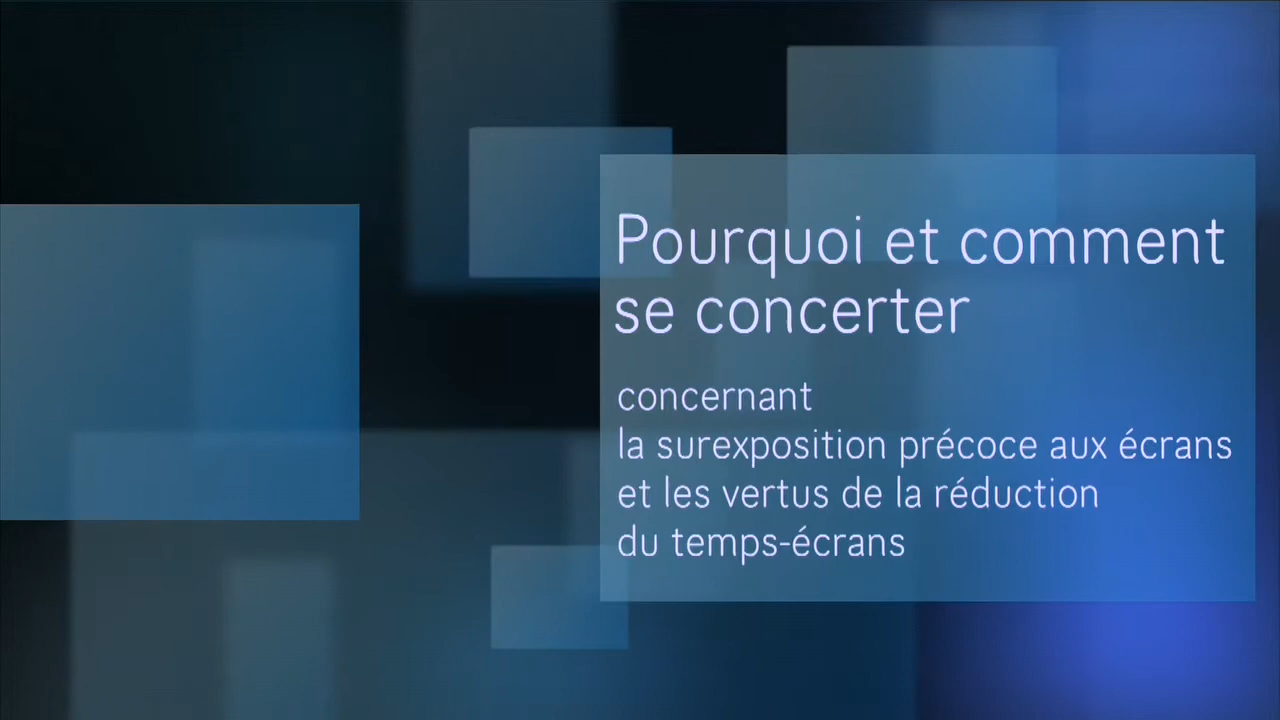 Pourquoi et comment
se concerter
concernant
la surexposition précoce aux écrans
et les vertus de la réduction
du temps-écrans